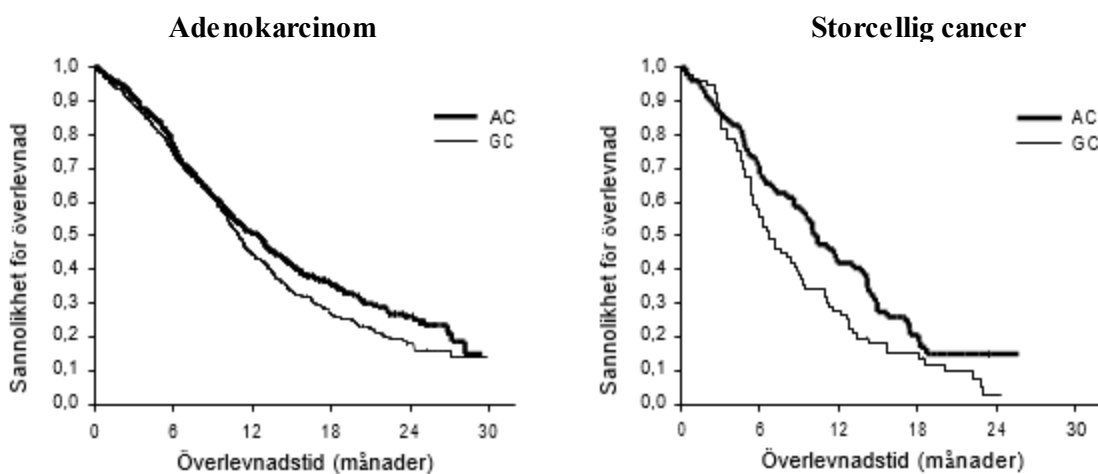 Adenokarcinom
Sannolikhet för överlevnad
1,0
0,9
0,8
0,7
0,6
0,5
0,4
0,3
0,2
0,1
0,0
AC
GC
0 6 12 18 24 30
Överlevnadstid (månader)
Storcellig cancer
Sannolikhet för överlevnad
1,0
0,9
0,8
0,7
0,6
0,5
0,4
0,3
0,2
0,1
0,0
AC
GC
0 6 12 18 24 30
Överlevnadstid (månader)